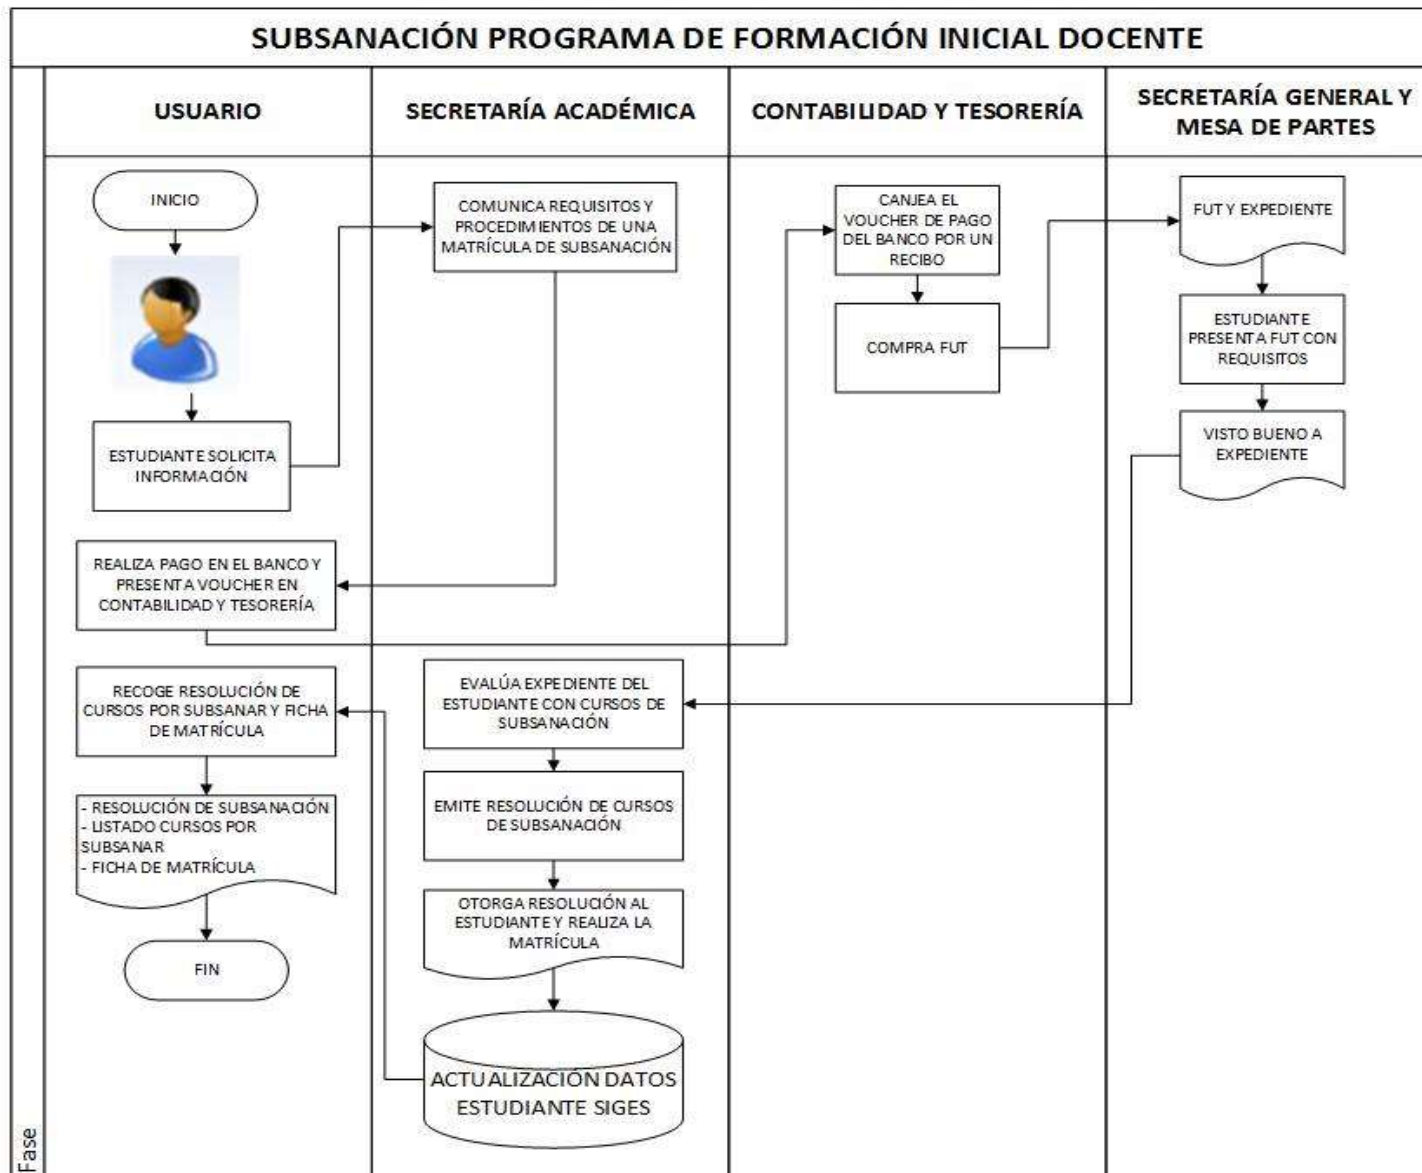 SUBSANACIÓN PROGRAMA DE FORMACIÓN INICIAL DOCENTE
USUARIO
SECRETARÍA ACADÉMICA
CONTABILIDAD Y TESORERÍA
SECRETARÍA GENERAL Y
MESA DE PARTES
INICIO
ESTUDIANTE SOLICITA
INFORMACIÓN
COMUNICA REQUISITOS Y
PROCEDIMIENTOS DE UNA
MATRÍCULA DE SUBSANACIÓN
REALIZA PAGO EN EL BANCO Y
PRESENTA VOUCHER EN
CONTABILIDAD Y TESORERÍA
CANJEA EL
VOUCHER DE PAGO
DEL BANCO POR UN
RECIBO
COMPRA FUT
FUT Y EXPEDIENTE
ESTUDIANTE
PRESENTA FUT CON
REQUISITOS
VISTO BUENO A
EXPEDIENTE
EVALÚA EXPEDIENTE DEL
ESTUDIANTE CON CURSOS DE
SUBSANACIÓN
EMITE RESOLUCIÓN DE CURSOS
DE SUBSANACIÓN
OTORGA RESOLUCIÓN AL
ESTUDIANTE Y REALIZA LA
MATRÍCULA
ACTUALIZACIÓN DATOS
ESTUDIANTE SIGES
RECOGE RESOLUCIÓN DE
CURSOS POR SUBSANAR Y FICHA
DE MATRÍCULA
- RESOLUCIÓN DE SUBSANACIÓN
- LISTADO CURSOS POR
SUBSANAR
- FICHA DE MATRÍCULA
FIN
Fase